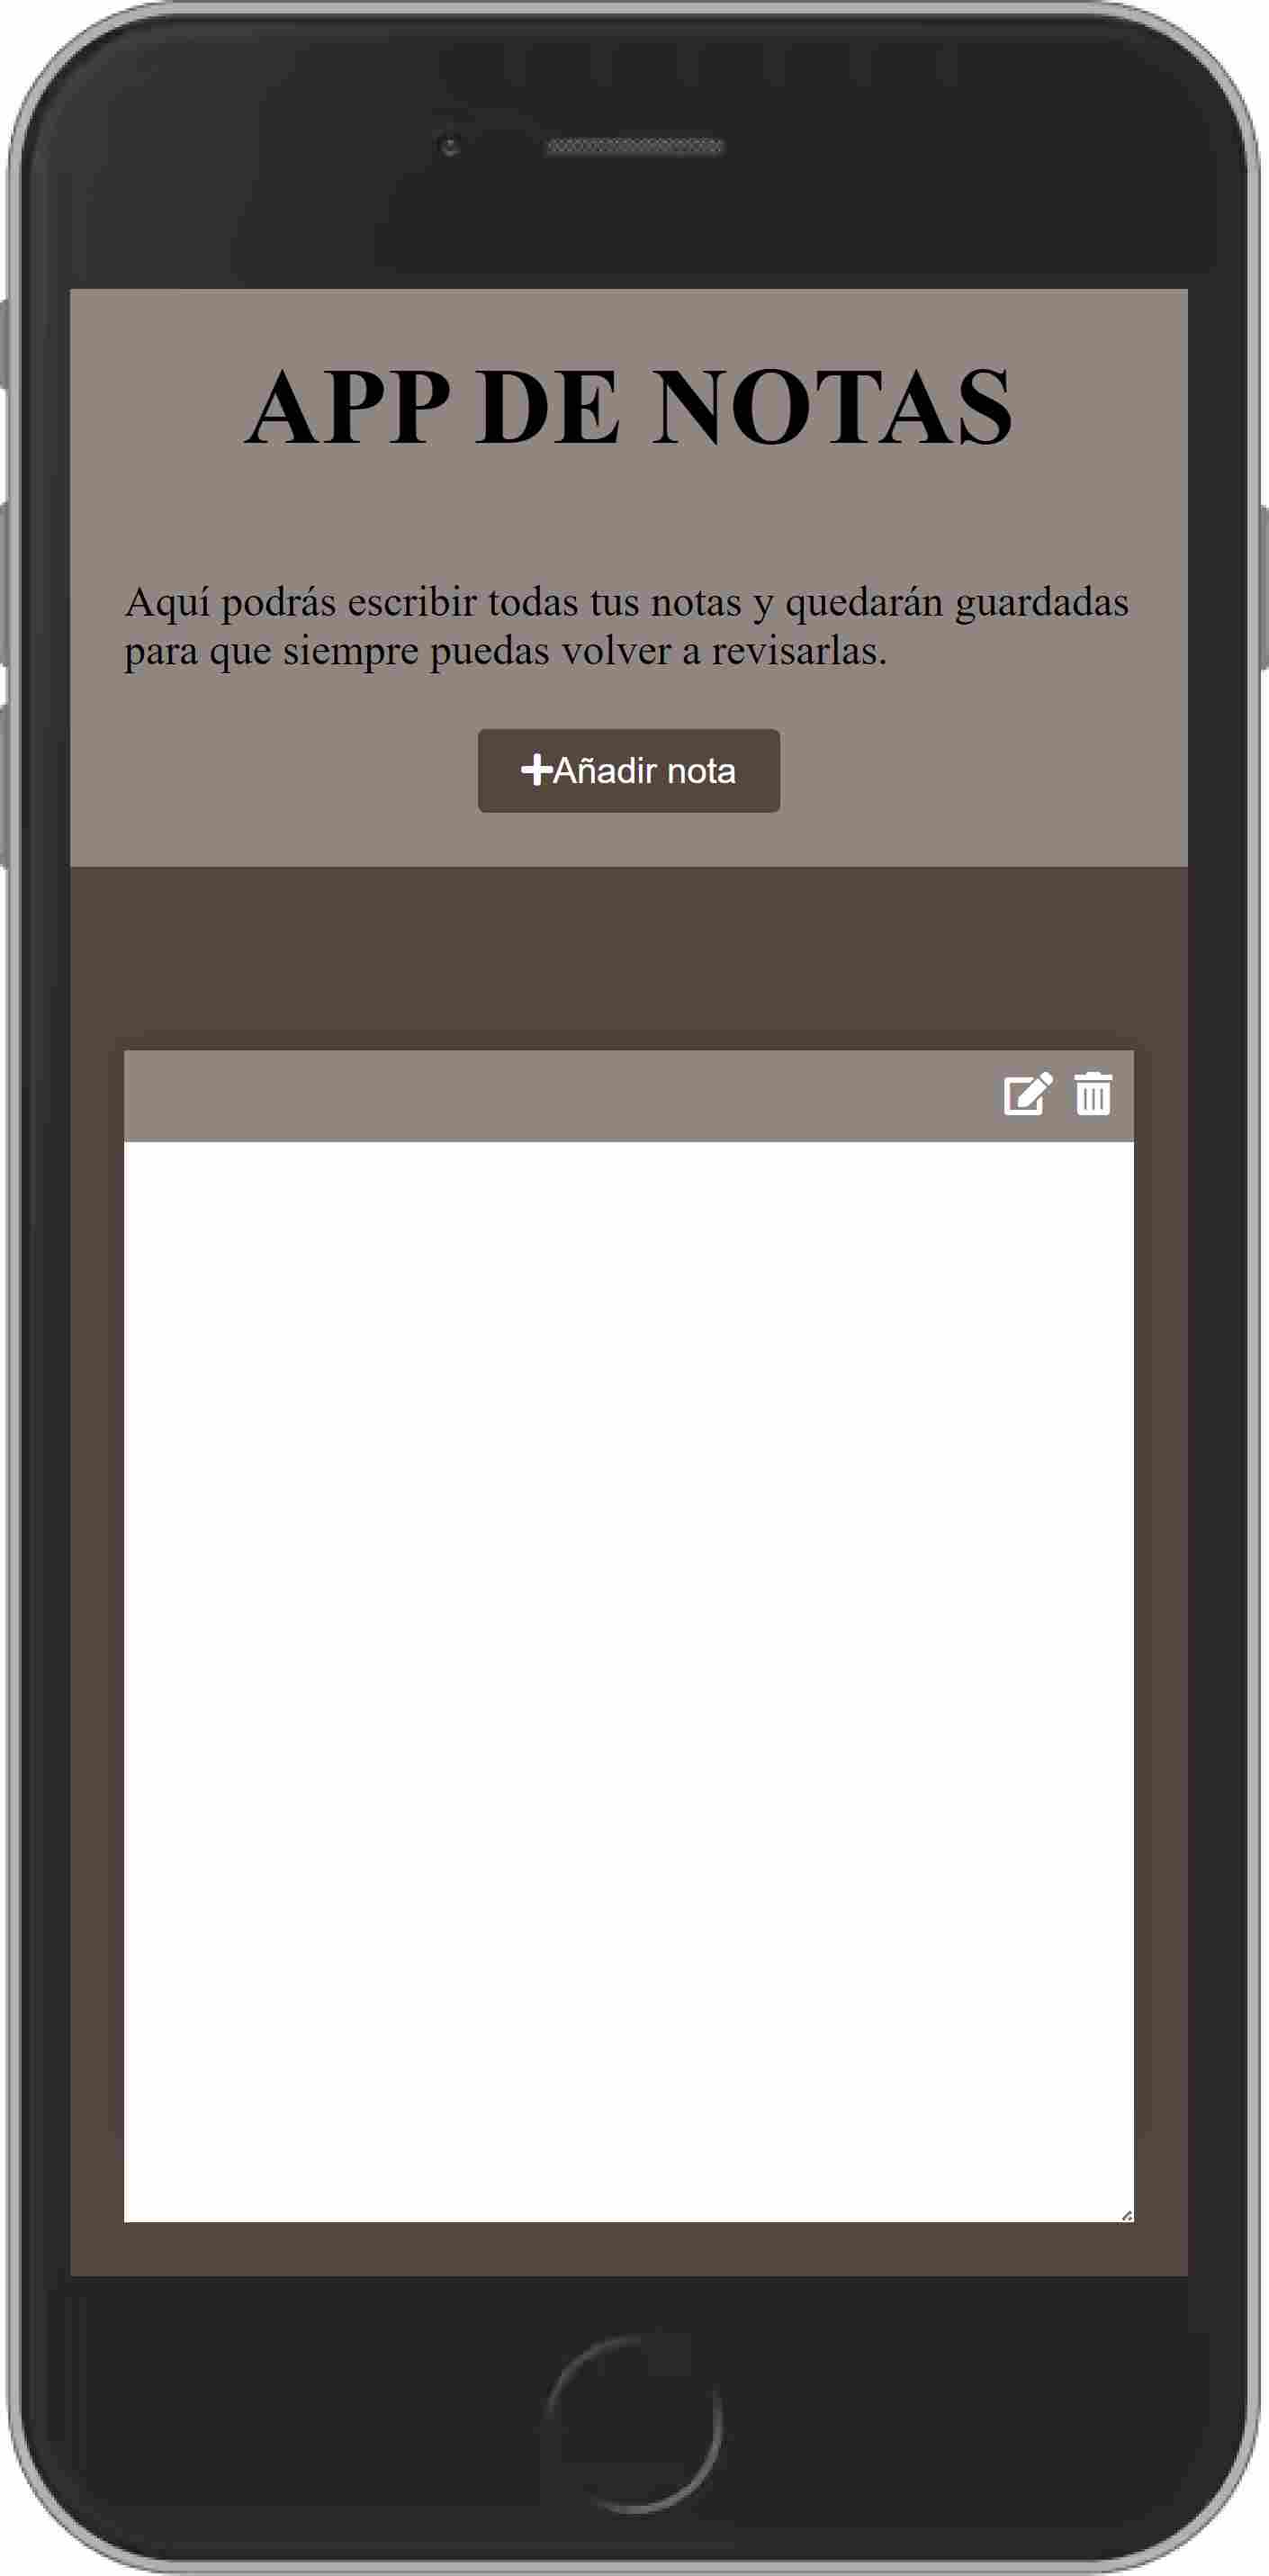 APP DE NOTAS
Aquí podrás escribir todas tus notas y quedarán guardadas
para que siempre puedas volver a revisarlas.
Añadir nota